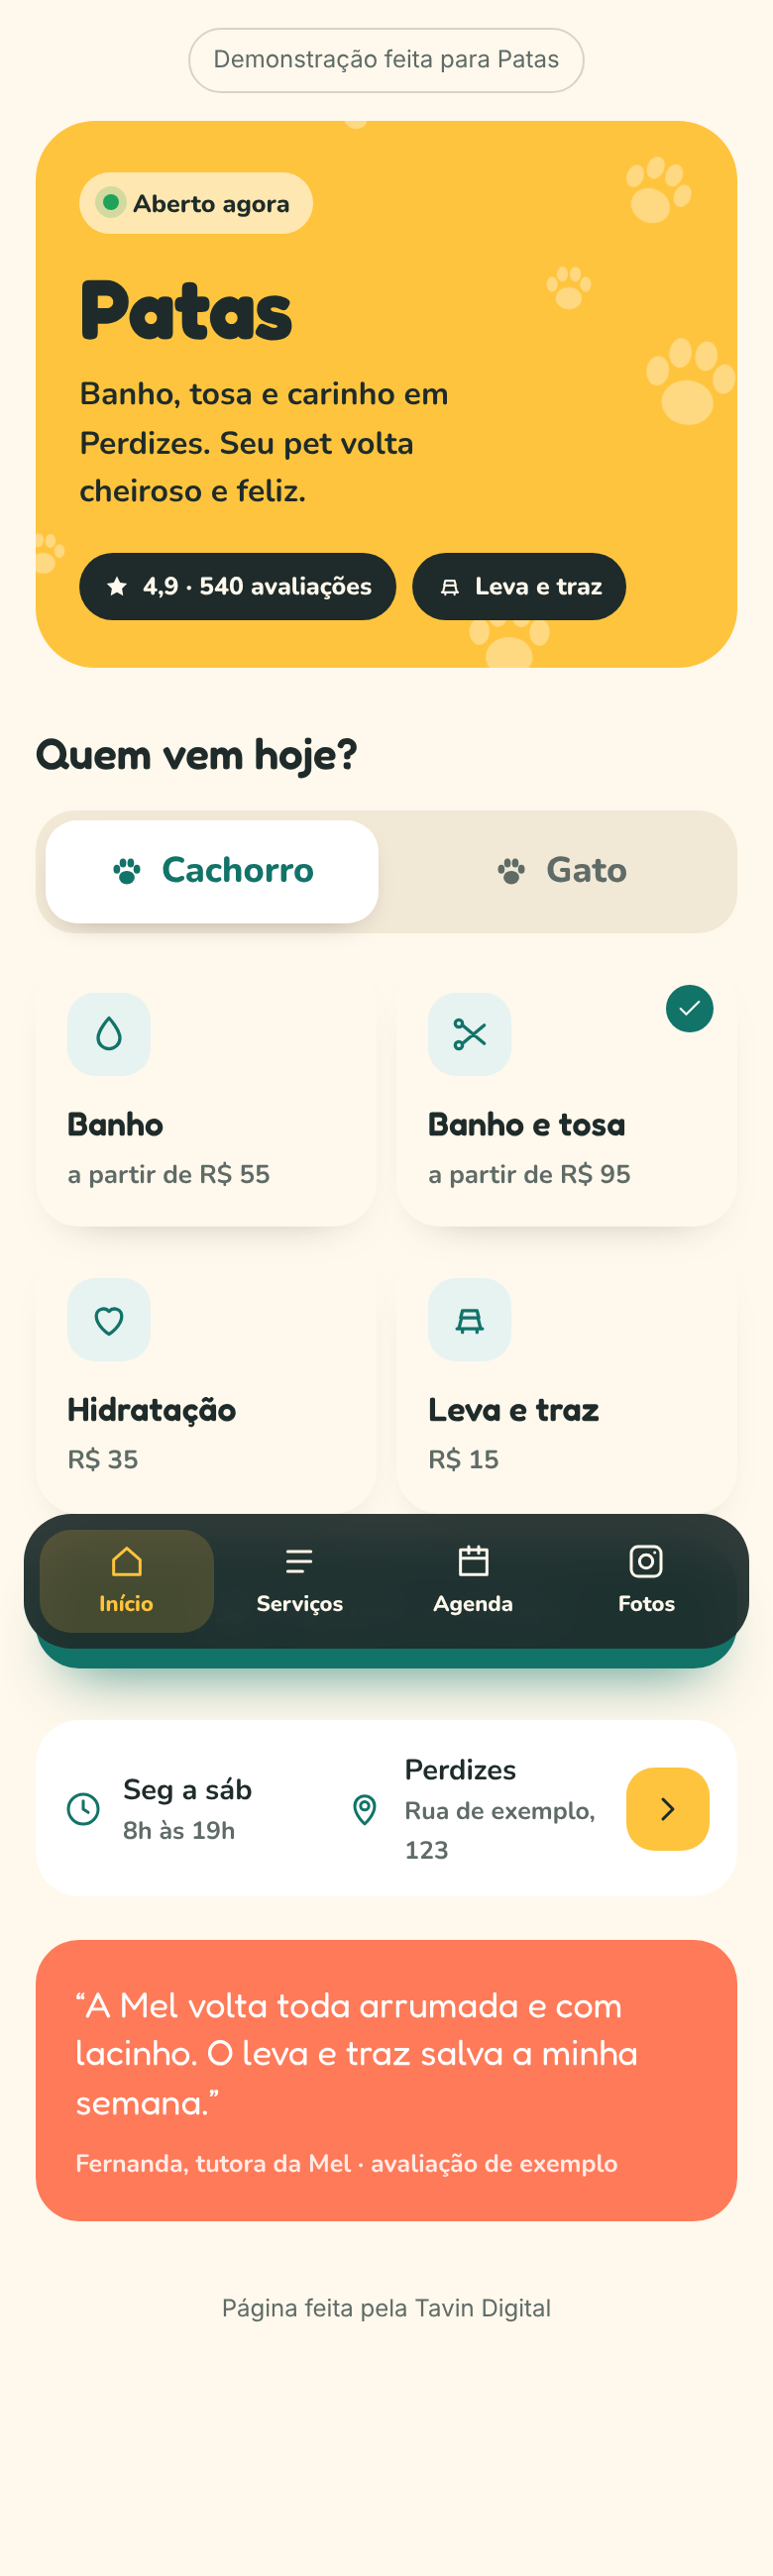 Demonstração feita para Patas
Aberto agora
Patas
Banho, tosa e carinho em
Perdizes. Seu pet volta
cheiroso e feliz.
4,9 · 540 avaliações
Leva e traz
Quem vem hoje?
Cachorro
Gato
Banho
a partir de R$ 55
Banho e tosa
a partir de R$ 95
Hidratação
R$ 35
Leva e traz
R$ 15
Início
Serviços
Agenda
Fotos
Seg a sáb
8h às 19h
Perdizes
Rua de exemplo,
123
“A Mel volta toda arrumada e com
lacinho. O leva e traz salva a minha
semana.”
Fernanda, tutora da Mel · avaliação de exemplo
Página feita pela Tavin Digital